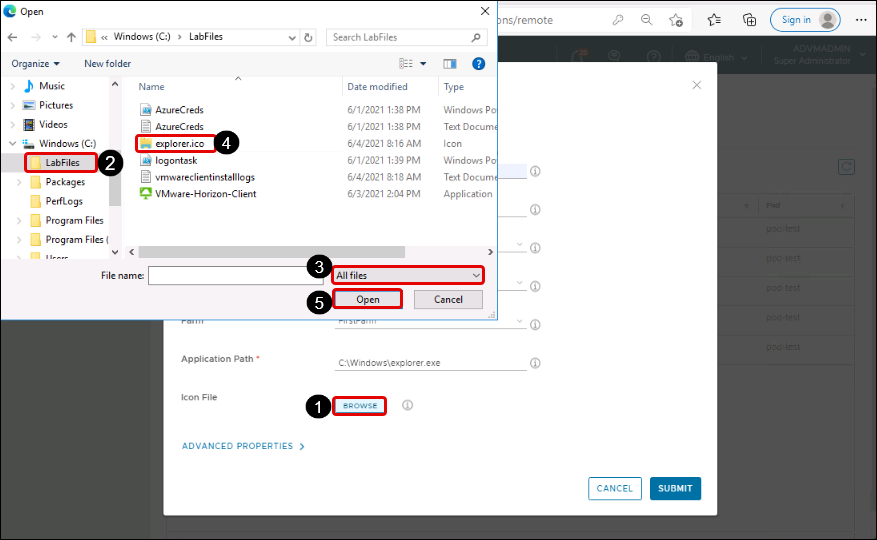 Open
ons/remote
Sign in
Windows (C:)
LabFiles
Search LabFiles
Organize
New folder
English
ADVMADMIN
Super Administrator
Name
Date modified
Type
Music
Pictures
Videos
Windows (C:)
LabFiles
2
Packages
PerfLogs
Program Files
Program Files (
Users
AzureCreds 6/1/2021 1:38 PM Windows Pow
AzureCreds 6/1/2021 1:38 PM Text Docume
explorer.ico 4 6/4/2021 8:16 AM Icon
logontask 6/1/2021 1:39 PM Windows Pow
vmwareclientinstalllogs 6/4/2021 8:18 AM Text Docume
VMware-Horizon-Client 6/3/2021 2:04 PM Application
Pod
pod-test
pod-test
pod-test
pod-test
pod-test
File name:
3
All files
5
Open
Cancel
Farm
FirstFarm
Application Path *
C:\Windows\explorer.exe
Icon File
1
BROWSE
ADVANCED PROPERTIES
CANCEL
SUBMIT